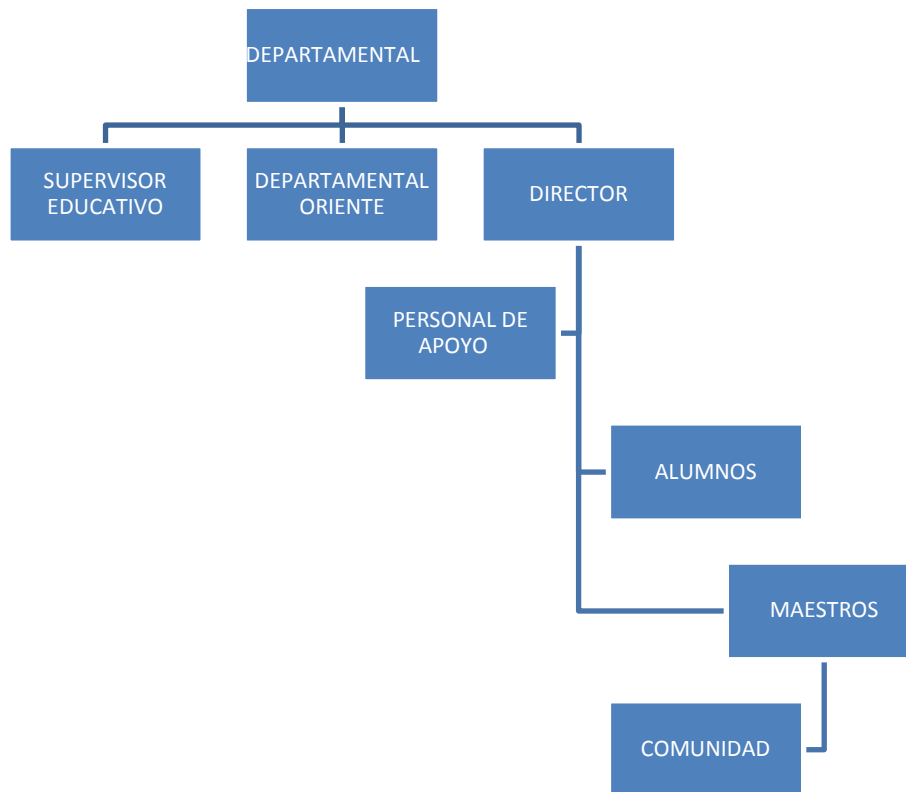 DEPARTAMENTAL
SUPERVISOR
EDUCATIVO
DEPARTAMENTAL
ORIENTE
DIRECTOR
PERSONAL DE
APOYO
ALUMNOS
MAESTROS
COMUNIDAD